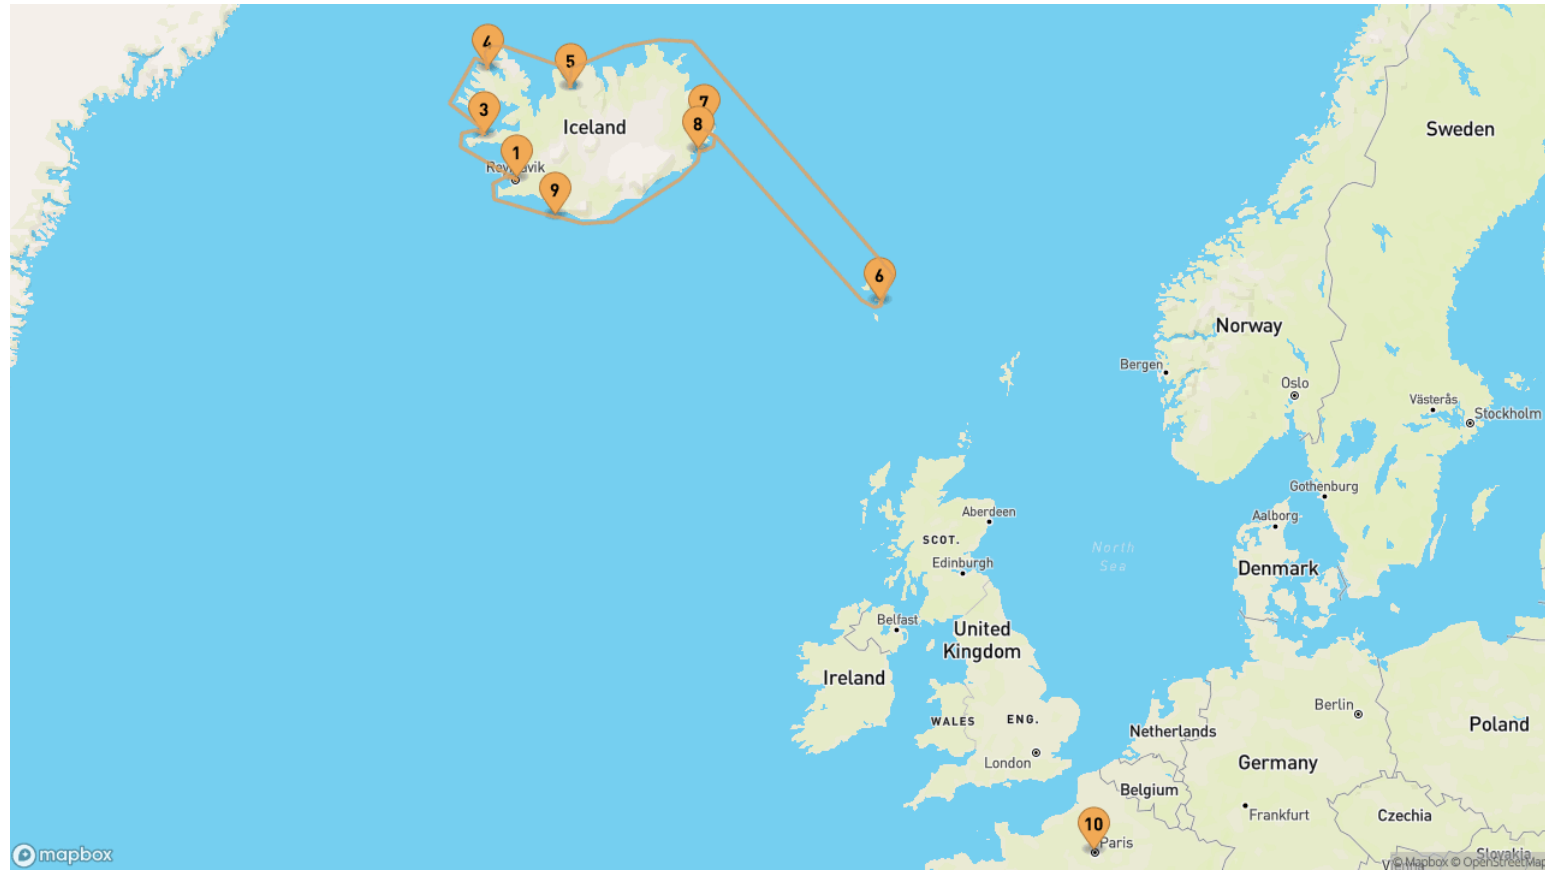 4
5
3
7
8
Iceland
Sweden
1
Reykjavik
9
6
Norway
Bergen
Oslo
Västerås
Stockholm
Gothenburg
Aberdeen
Aalborg
SCOT.
North
Sea
Edinburgh
Denmark
Belfast
United
Kingdom
Ireland
WALES
ENG.
Berlin
Netherlands
Poland
London
Germany
Belgium
Frankfurt
Czechia
10
Paris
mapbox
Slovakia
© Mapbox © OpenStreetMap